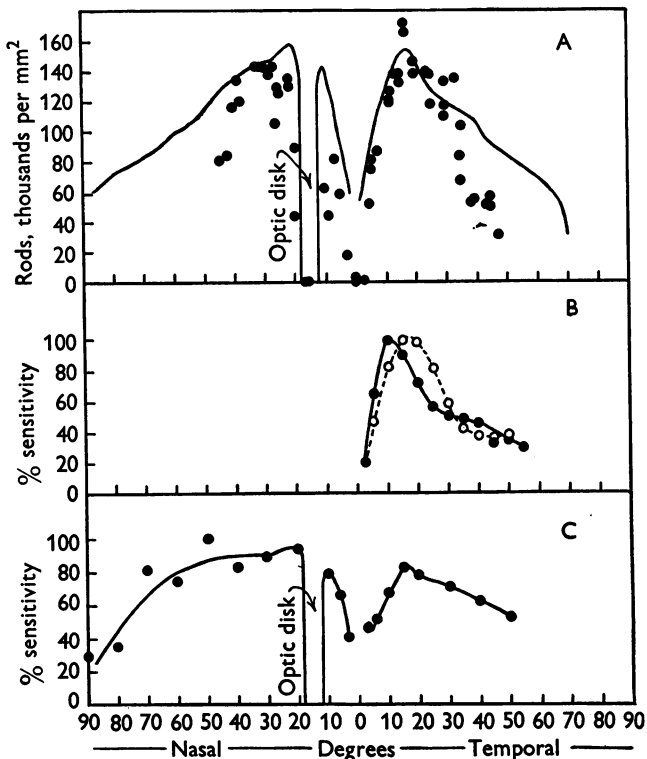 A
Rods, thousands per mm²
160
140
120
100
80
60
40
20
0
Optic disk
B
% sensitivity
100
80
60
40
20
0
C
% sensitivity
100
80
60
40
20
0
Optic disk
90 80 70 60 50 40 30 20 10 0 10 20 30 40 50 60 70 80 90
Nasal Degrees Temporal